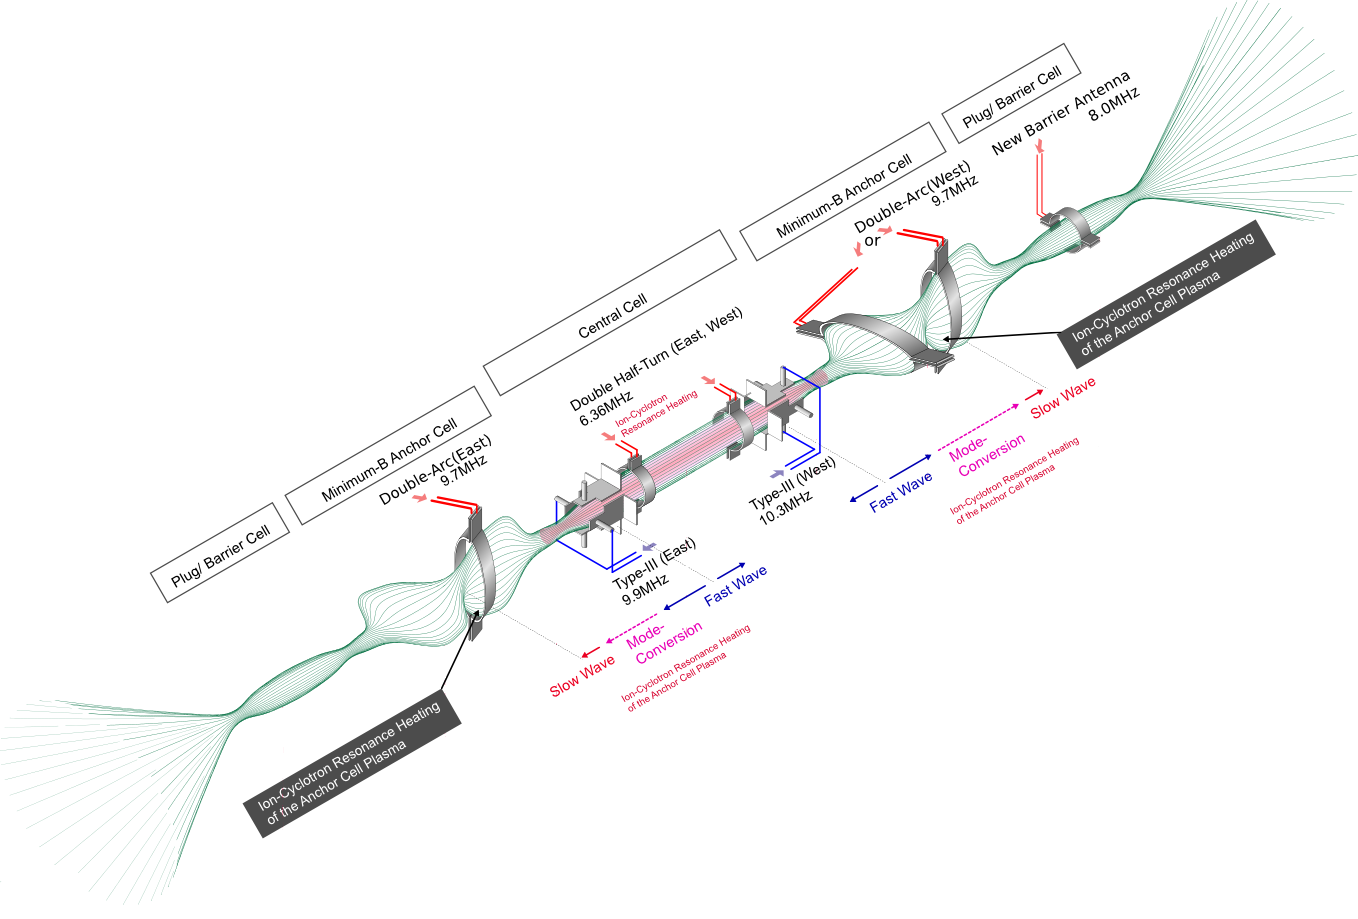 Plug/ Barrier Cell
New Barrier Antenna
8.0MHz
Minimum-B Anchor Cell
Double-Arc(West)
9.7MHz
or
Ion-Cyclotron Resonance Heating
of the Anchor Cell Plasma
Central Cell
Double Half-Turn (East, West)
6.36MHz
Ion-Cyclotron
Resonance Heating
Slow Wave
Mode-
Conversion
Fast Wave
Ion-Cyclotron Resonance Heating
of the Anchor Cell Plasma
Type-III (West)
10.3MHz
Minimum-B Anchor Cell
Double-Arc(East)
9.7MHz
Plug/ Barrier Cell
Type-III (East)
9.9MHz
Fast Wave
Mode-
Conversion
Slow Wave
Ion-Cyclotron Resonance Heating
of the Anchor Cell Plasma
Ion-Cyclotron Resonance Heating
of the Anchor Cell Plasma